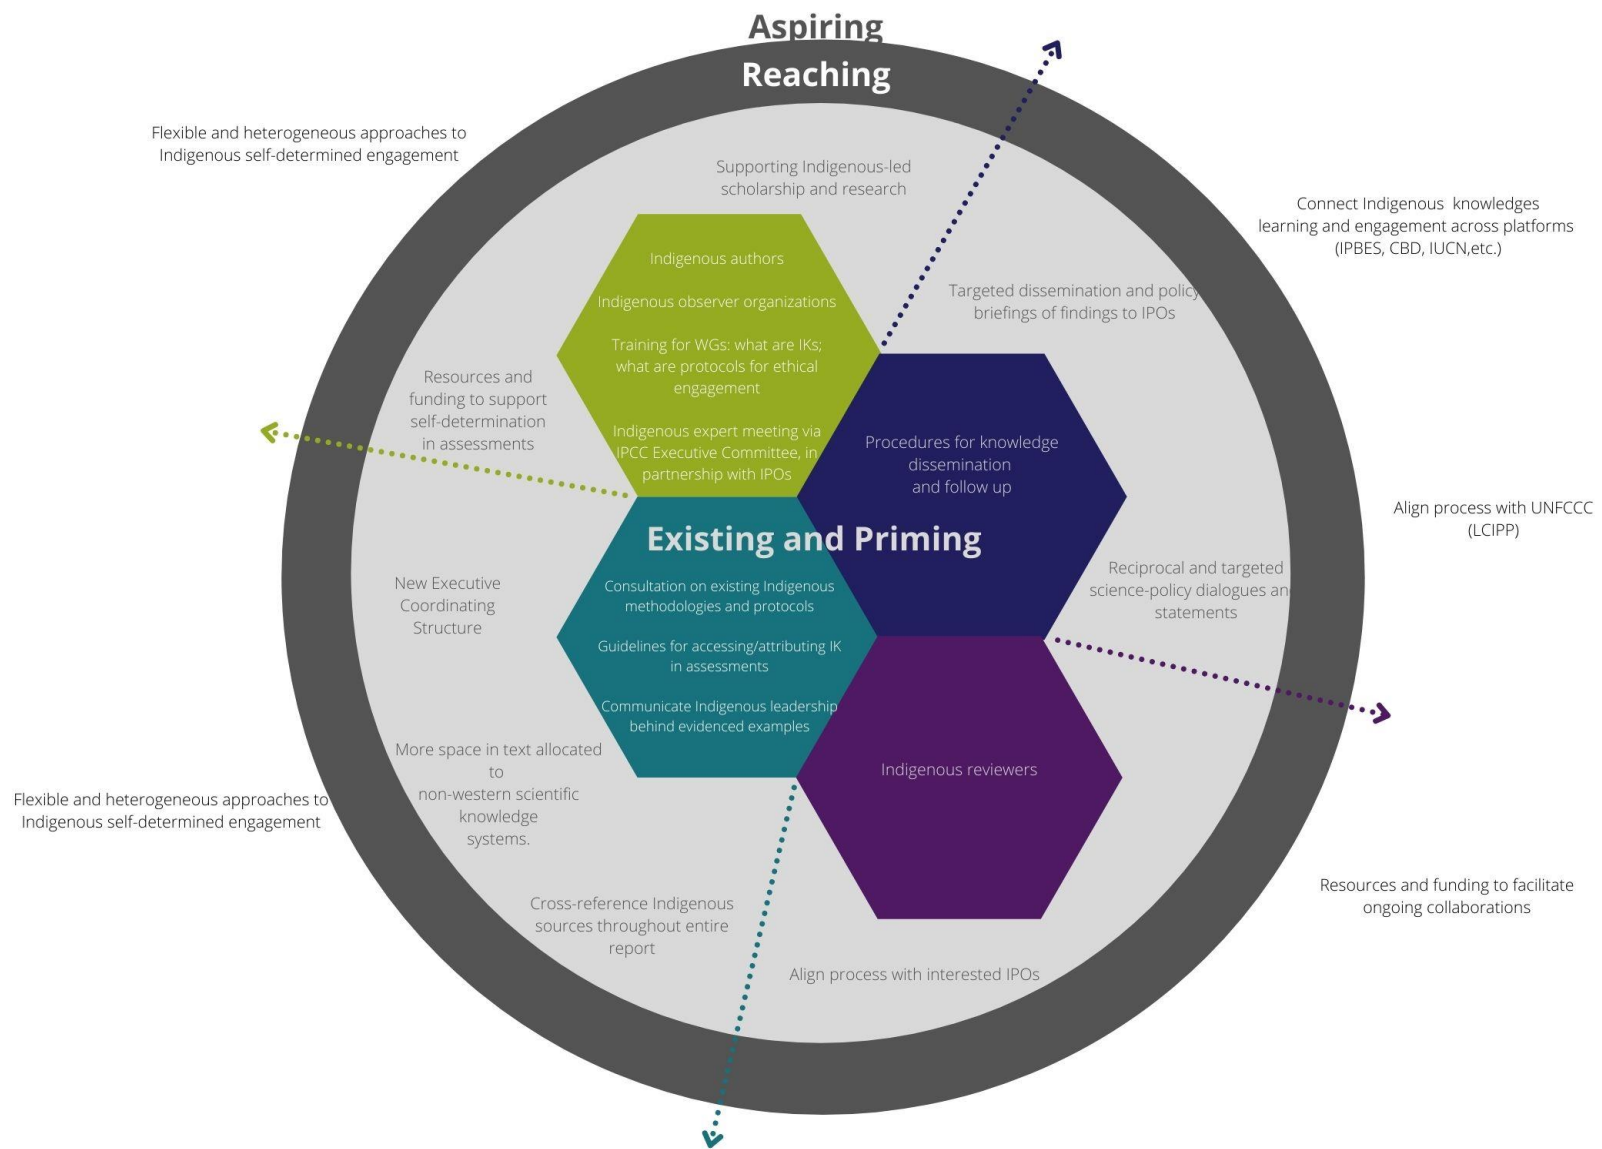 Aspiring
Reaching
Flexible and heterogeneous approaches to
Indigenous self-determined engagement
Supporting Indigenous-led
scholarship and research
Connect Indigenous knowledges
learning and engagement across platforms
(IPBES, CBD, IUCN,etc.)
Indigenous authors
Indigenous observer organizations
Training for WGs: what are IKs;
what are protocols for ethical
engagement
Indigenous expert meeting via
IPCC Executive Committee, in
partnership with IPOs
Targeted dissemination and policy
briefings of findings to IPOs
Resources and
funding to support
self-determination
in assessments
Procedures for knowledge
dissemination
and follow up
Align process with UNFCCC
(LCIPP)
Existing and Priming
Consultation on existing Indigenous
methodologies and protocols
Guidelines for accessing/attributing IK
in assessments
Communicate Indigenous leadership
behind evidenced examples
Reciprocal and targeted
science-policy dialogues an
statements
New Executive
Coordinating
Structure
More space in text allocated
to
non-western scientific
knowledge
systems.
Indigenous reviewers
Flexible and heterogeneous approaches to
Indigenous self-determined engagement
Resources and funding to facilitate
ongoing collaborations
Cross-reference Indigenous
sources throughout entire
report
Align process with interested IPOs